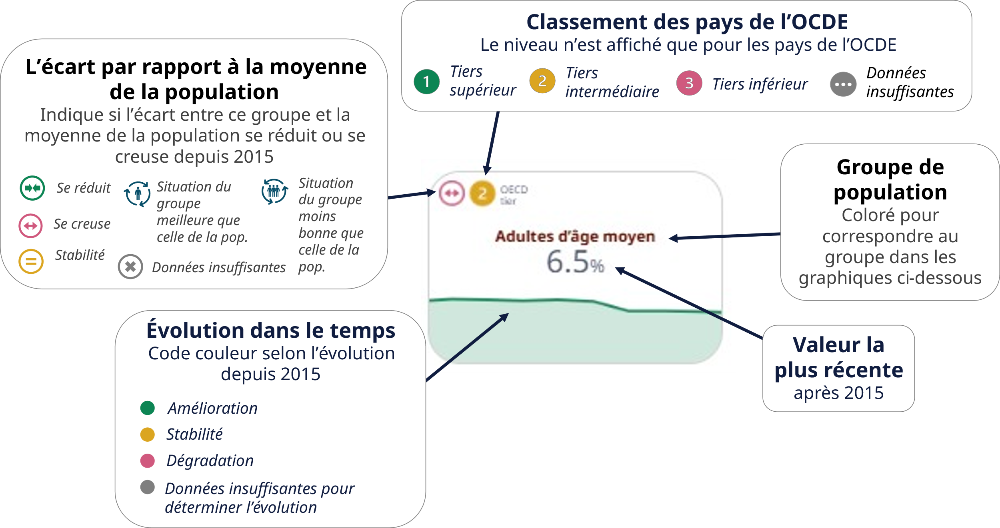 Classement des pays de l’OCDE
Le niveau n’est affiché que pour les pays de l’OCDE
1
Tiers
supérieur
2
Tiers
intermédiaire
3
Tiers inférieur
Données
insuffisantes
L’écart par rapport à la moyenne
de la population
Indique si l’écart entre ce groupe et la
moyenne de la population se réduit ou se
creuse depuis 2015
Se réduit
Se creuse
Stabilité
Situation du
groupe
meilleure que
celle de la pop.
Données insuffisantes
Situation
du groupe
moins
bonne que
celle de la
pop.
2
OECD
tier
Adultes d’âge moyen
6.5%
Groupe de
population
Coloré pour
correspondre au
groupe dans les
graphiques ci-dessous
Évolution dans le temps
Code couleur selon l’évolution
depuis 2015
Amélioration
Stabilité
Dégradation
Données insuffisantes pour
déterminer l’évolution
Valeur la
plus récente
après 2015